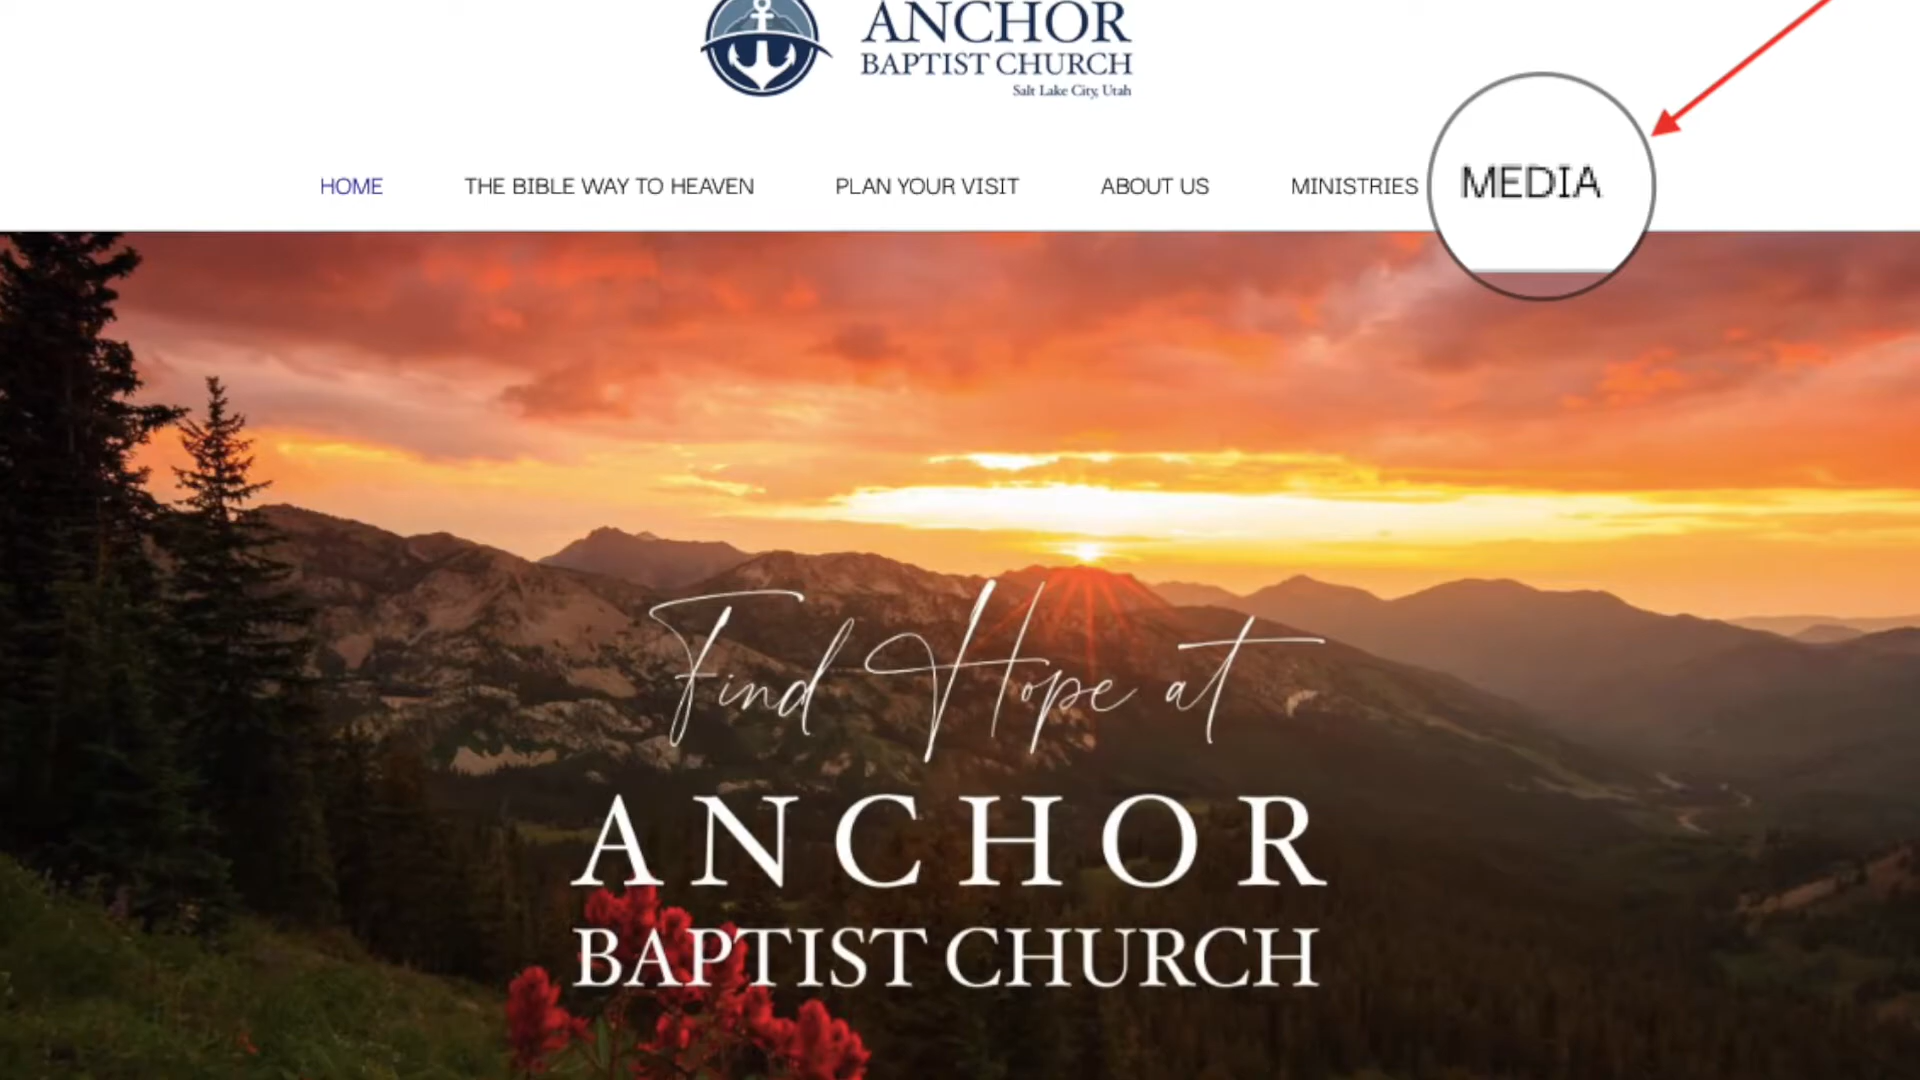 ANCHOR
BAPTIST CHURCH
Salt Lake City, Utah
HOME THE BIBLE WAY TO HEAVEN PLAN YOUR VISIT ABOUT US MINISTRIES MEDIA
Find Hope at
ANCHOR
BAPTIST CHURCH